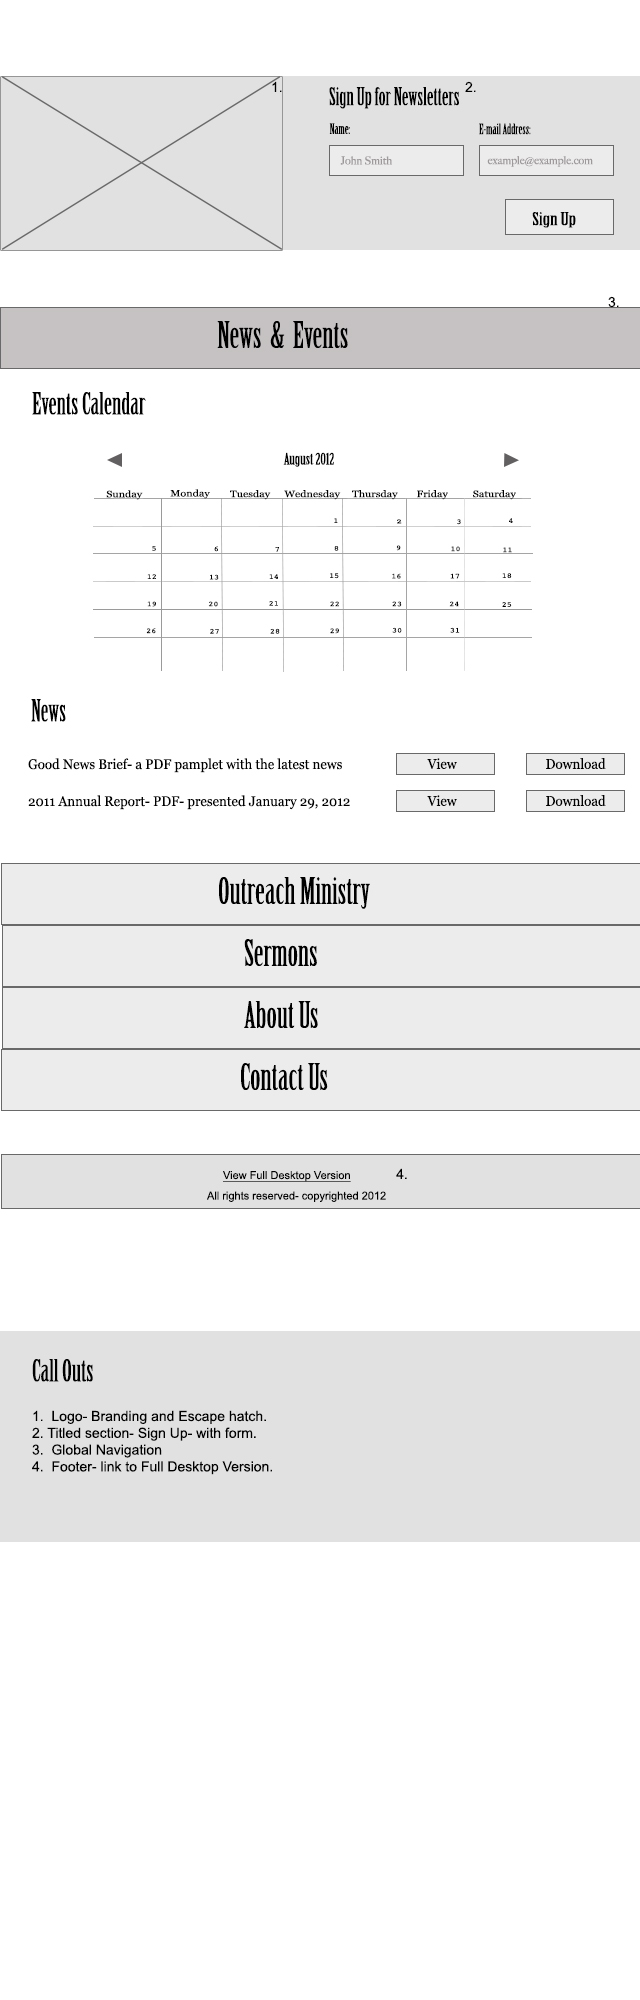 1.
Sign Up for Newsletters 2.
Name: E-mail Address:
John Smith example@example.com
Sign Up
3.
News & Events
Events Calendar
August 2012
Sunday Monday Tuesday Wednesday Thursday Friday Saturday
1 2 3 4
5 6 7 8 9 10 11
12 13 14 15 16 17 18
19 20 21 22 23 24 25
26 27 28 29 30 31
News
Good News Brief- a PDF pamplet with the latest news View Download
2011 Annual Report- PDF- presented January 29, 2012 View Download
Outreach Ministry
Sermons
About Us
Contact Us
View Full Desktop Version 4.
All rights reserved- copyrighted 2012
Call Outs
1. Logo- Branding and Escape hatch.
2. Titled section- Sign Up- with form.
3. Global Navigation
4. Footer- link to Full Desktop Version.